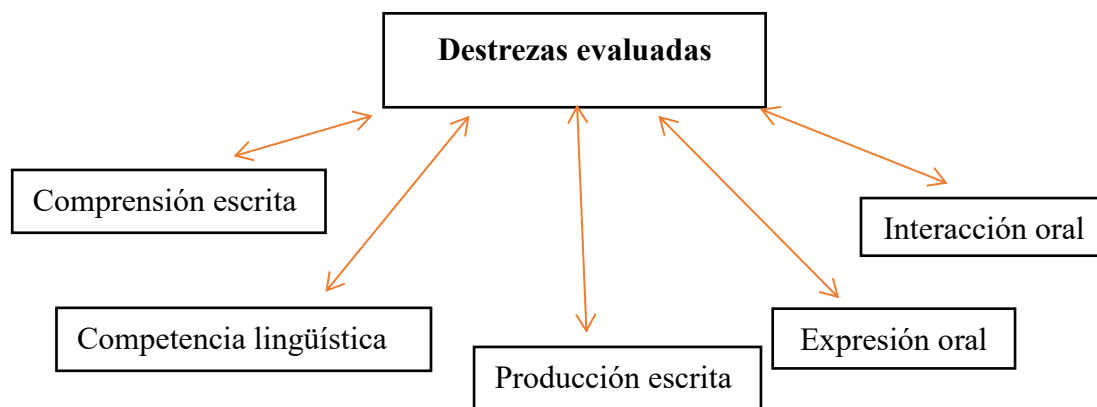 Destrezas evaluadas
Comprensión escrita
Interacción oral
Competencia lingüística
Expresión oral
Producción escrita